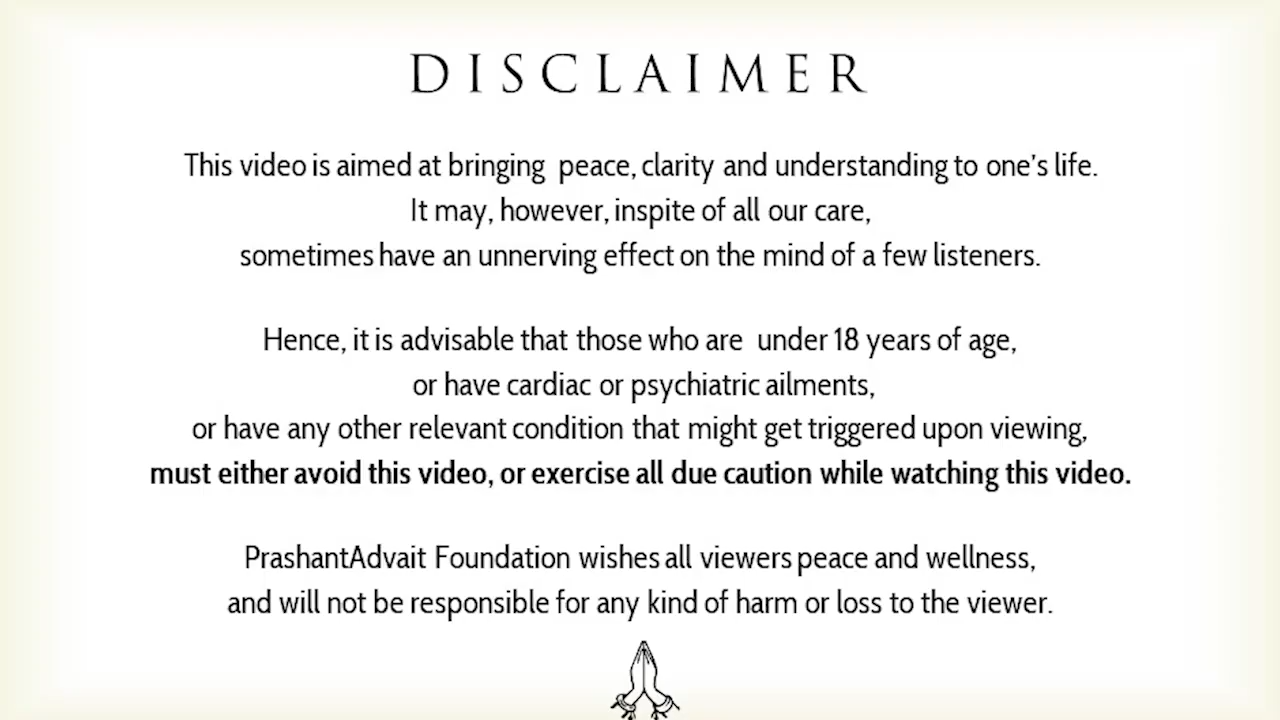 DISCLAIMER
This video is aimed at bringing peace, clarity and understanding to one's life.
It may, however, inspite of all our care,
sometimes have an unnerving effect on the mind of a few listeners.
Hence, it is advisable that those who are under 18 years of age,
or have cardiac or psychiatric ailments,
or have any other relevant condition that might get triggered upon viewing,
must either avoid this video, or exercise all due caution while watching this video.
PrashantAdvait Foundation wishes all viewers peace and wellness,
and will not be responsible for any kind of harm or loss to the viewer.